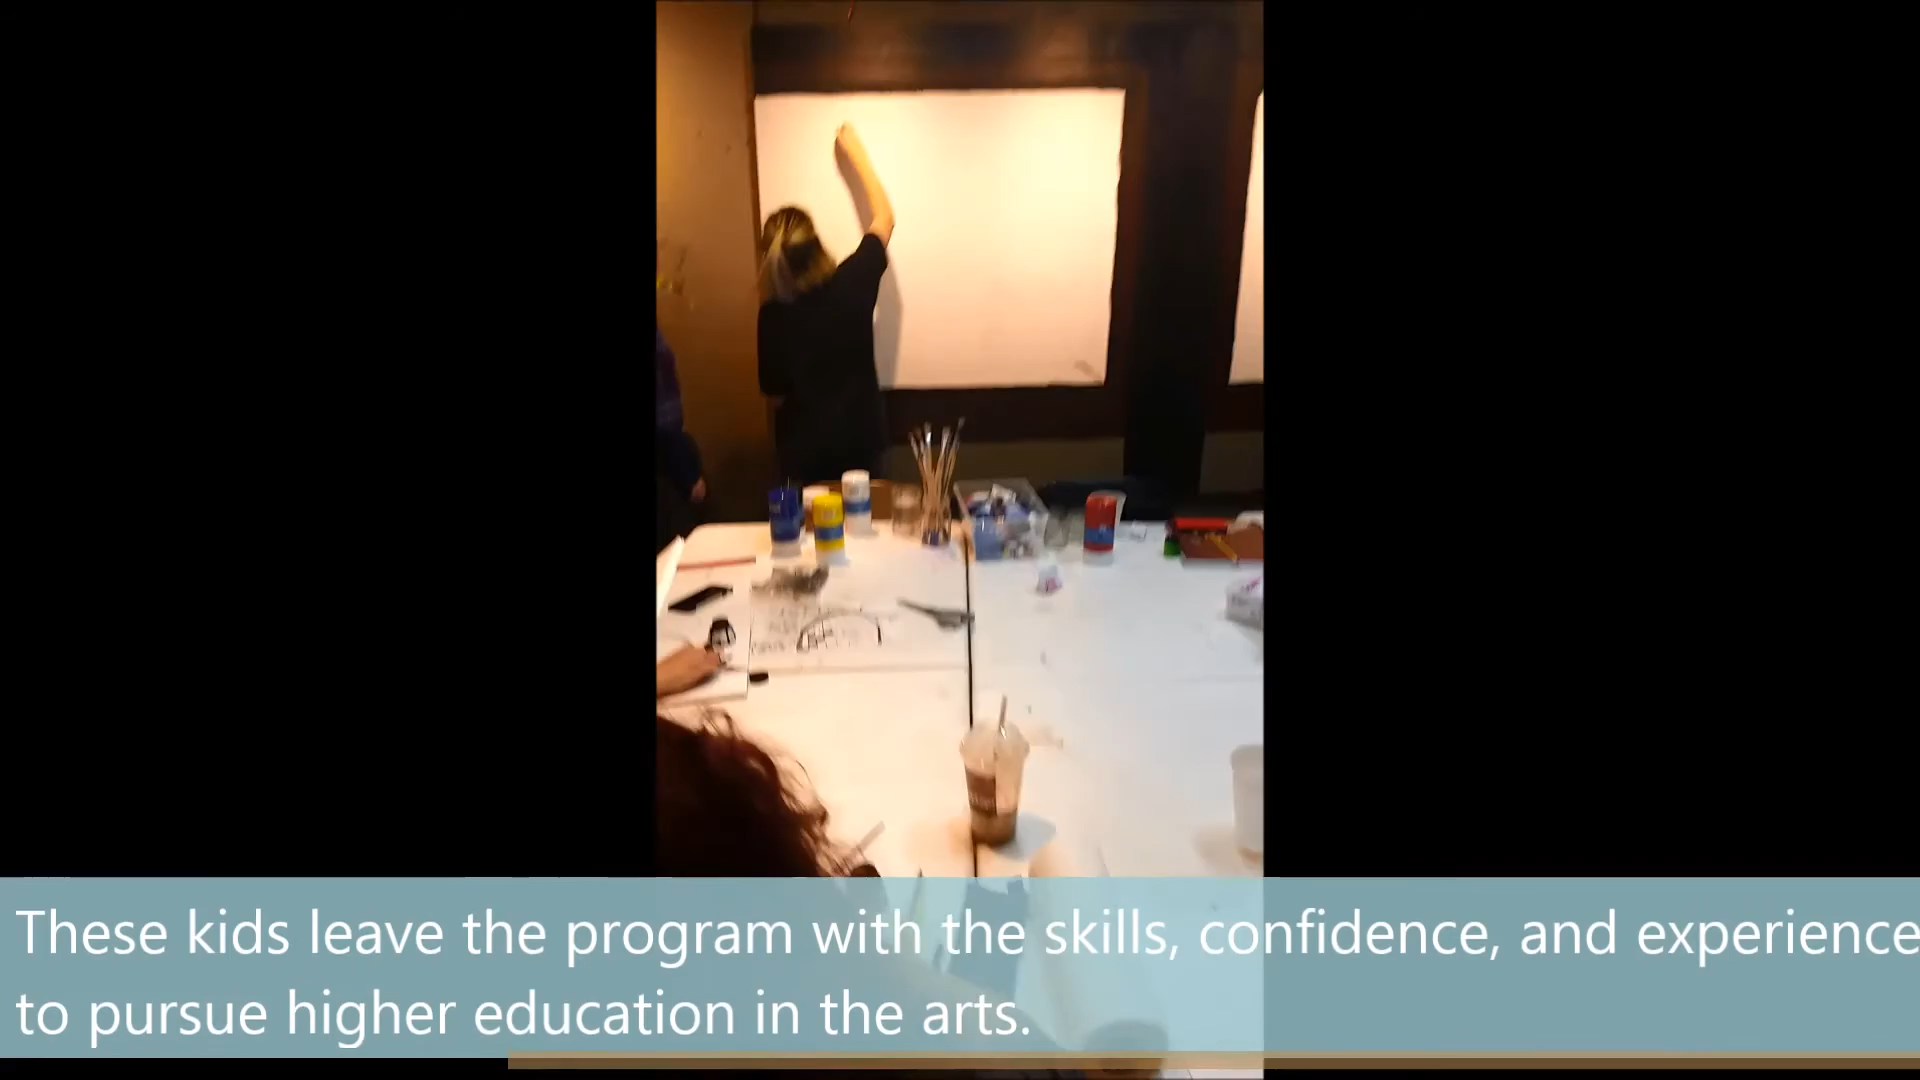 These kids leave the program with the skills, confidence, and experience
to pursue higher education in the arts.